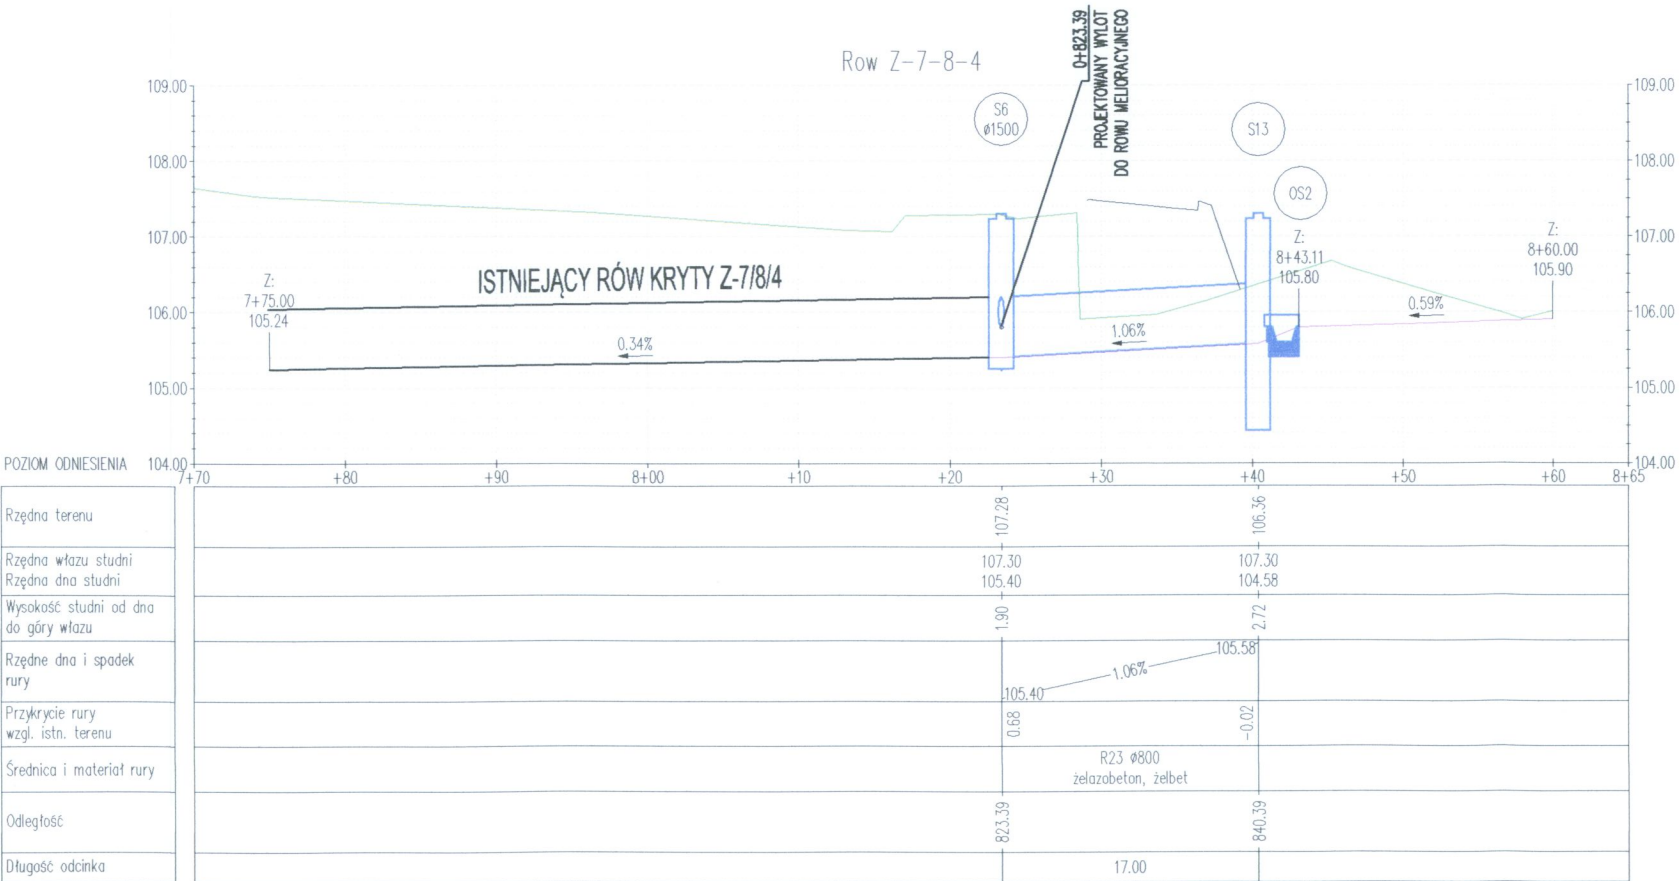 Row Z-7-8-4
0+823.39
PROJEKTOWANY WYLOT
DO ROWU MELIORACYJNEGO
S6
ø1500
S13
OS2
109.00
108.00
107.00
106.00
105.00
104.00
109.00
108.00
107.00
106.00
105.00
104.00
Z:
7+75.00
105.24
ISTNIEJĄCY RÓW KRYTY Z-7/8/4
0.34%
1.06%
Z:
8+43.11
105.80
0.59%
Z:
8+60.00
105.90
POZIOM ODNIESIENIA
7+70 +80 +90 8+00 +10 +20 +30 +40 +50 +60 8+65
Rzędna terenu
107.28 106.36
Rzędna włazu studni
107.30 107.30
Rzędna dna studni
105.40 104.58
Wysokość studni od dna
do góry włazu
1.90 2.72
Rzędne dna i spadek
rury
105.40 1.06% 105.58
Przykrycie rury
wzgl. istn. terenu
0.68 -0.02
Średnica i materiał rury
R23 ø800
żelazobeton, żelbet
Odległość
823.39 840.39
Długość odcinka
17.00